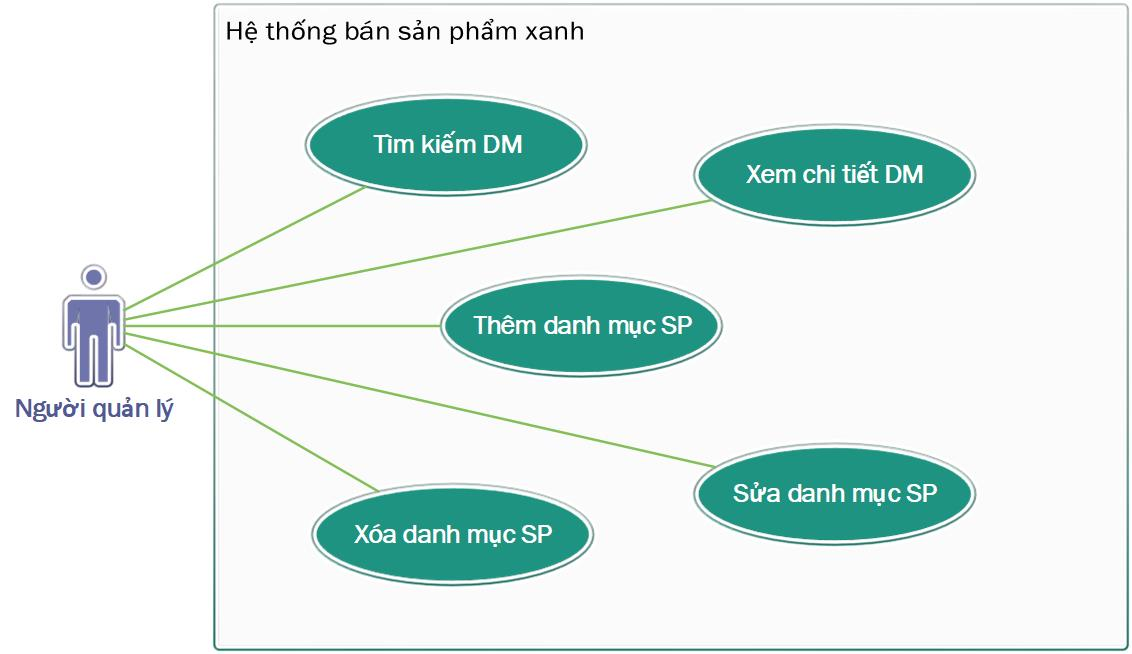 Hệ thống bán sản phẩm xanh
Tìm kiếm DM
Xem chi tiết DM
Thêm danh mục SP
Người quản lý
Sửa danh mục SP
Xóa danh mục SP